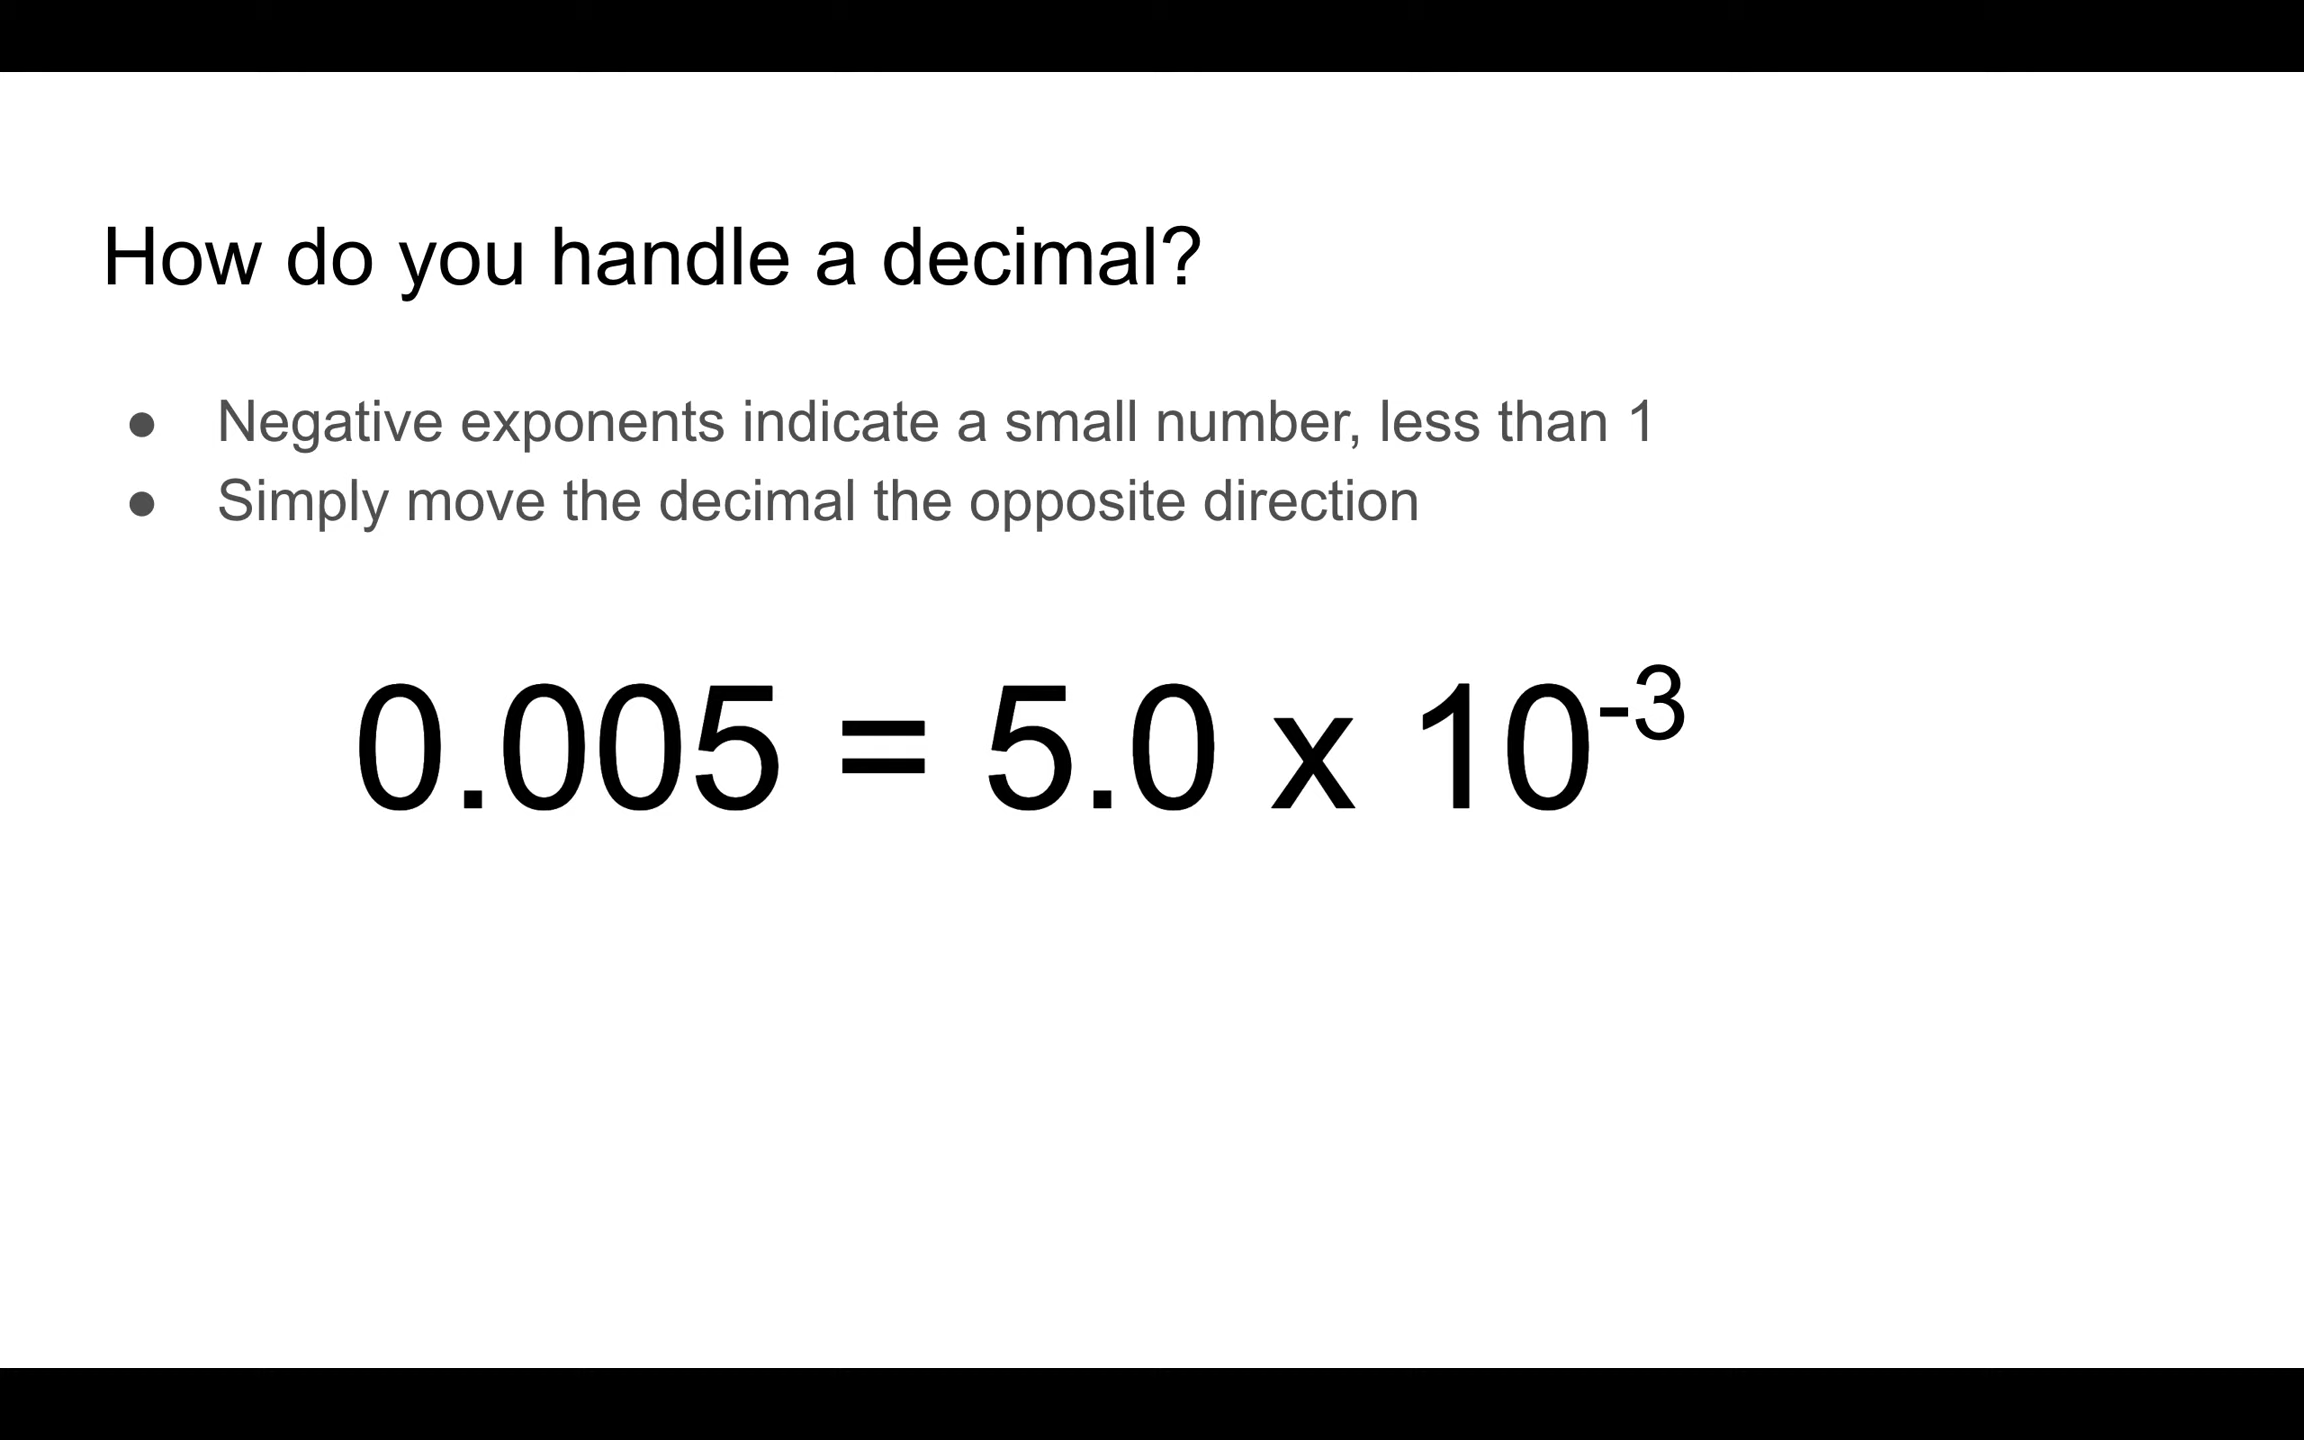 How do you handle a decimal?
● Negative exponents indicate a small number, less than 1
● Simply move the decimal the opposite direction
0.005 = 5.0 x 10⁻³